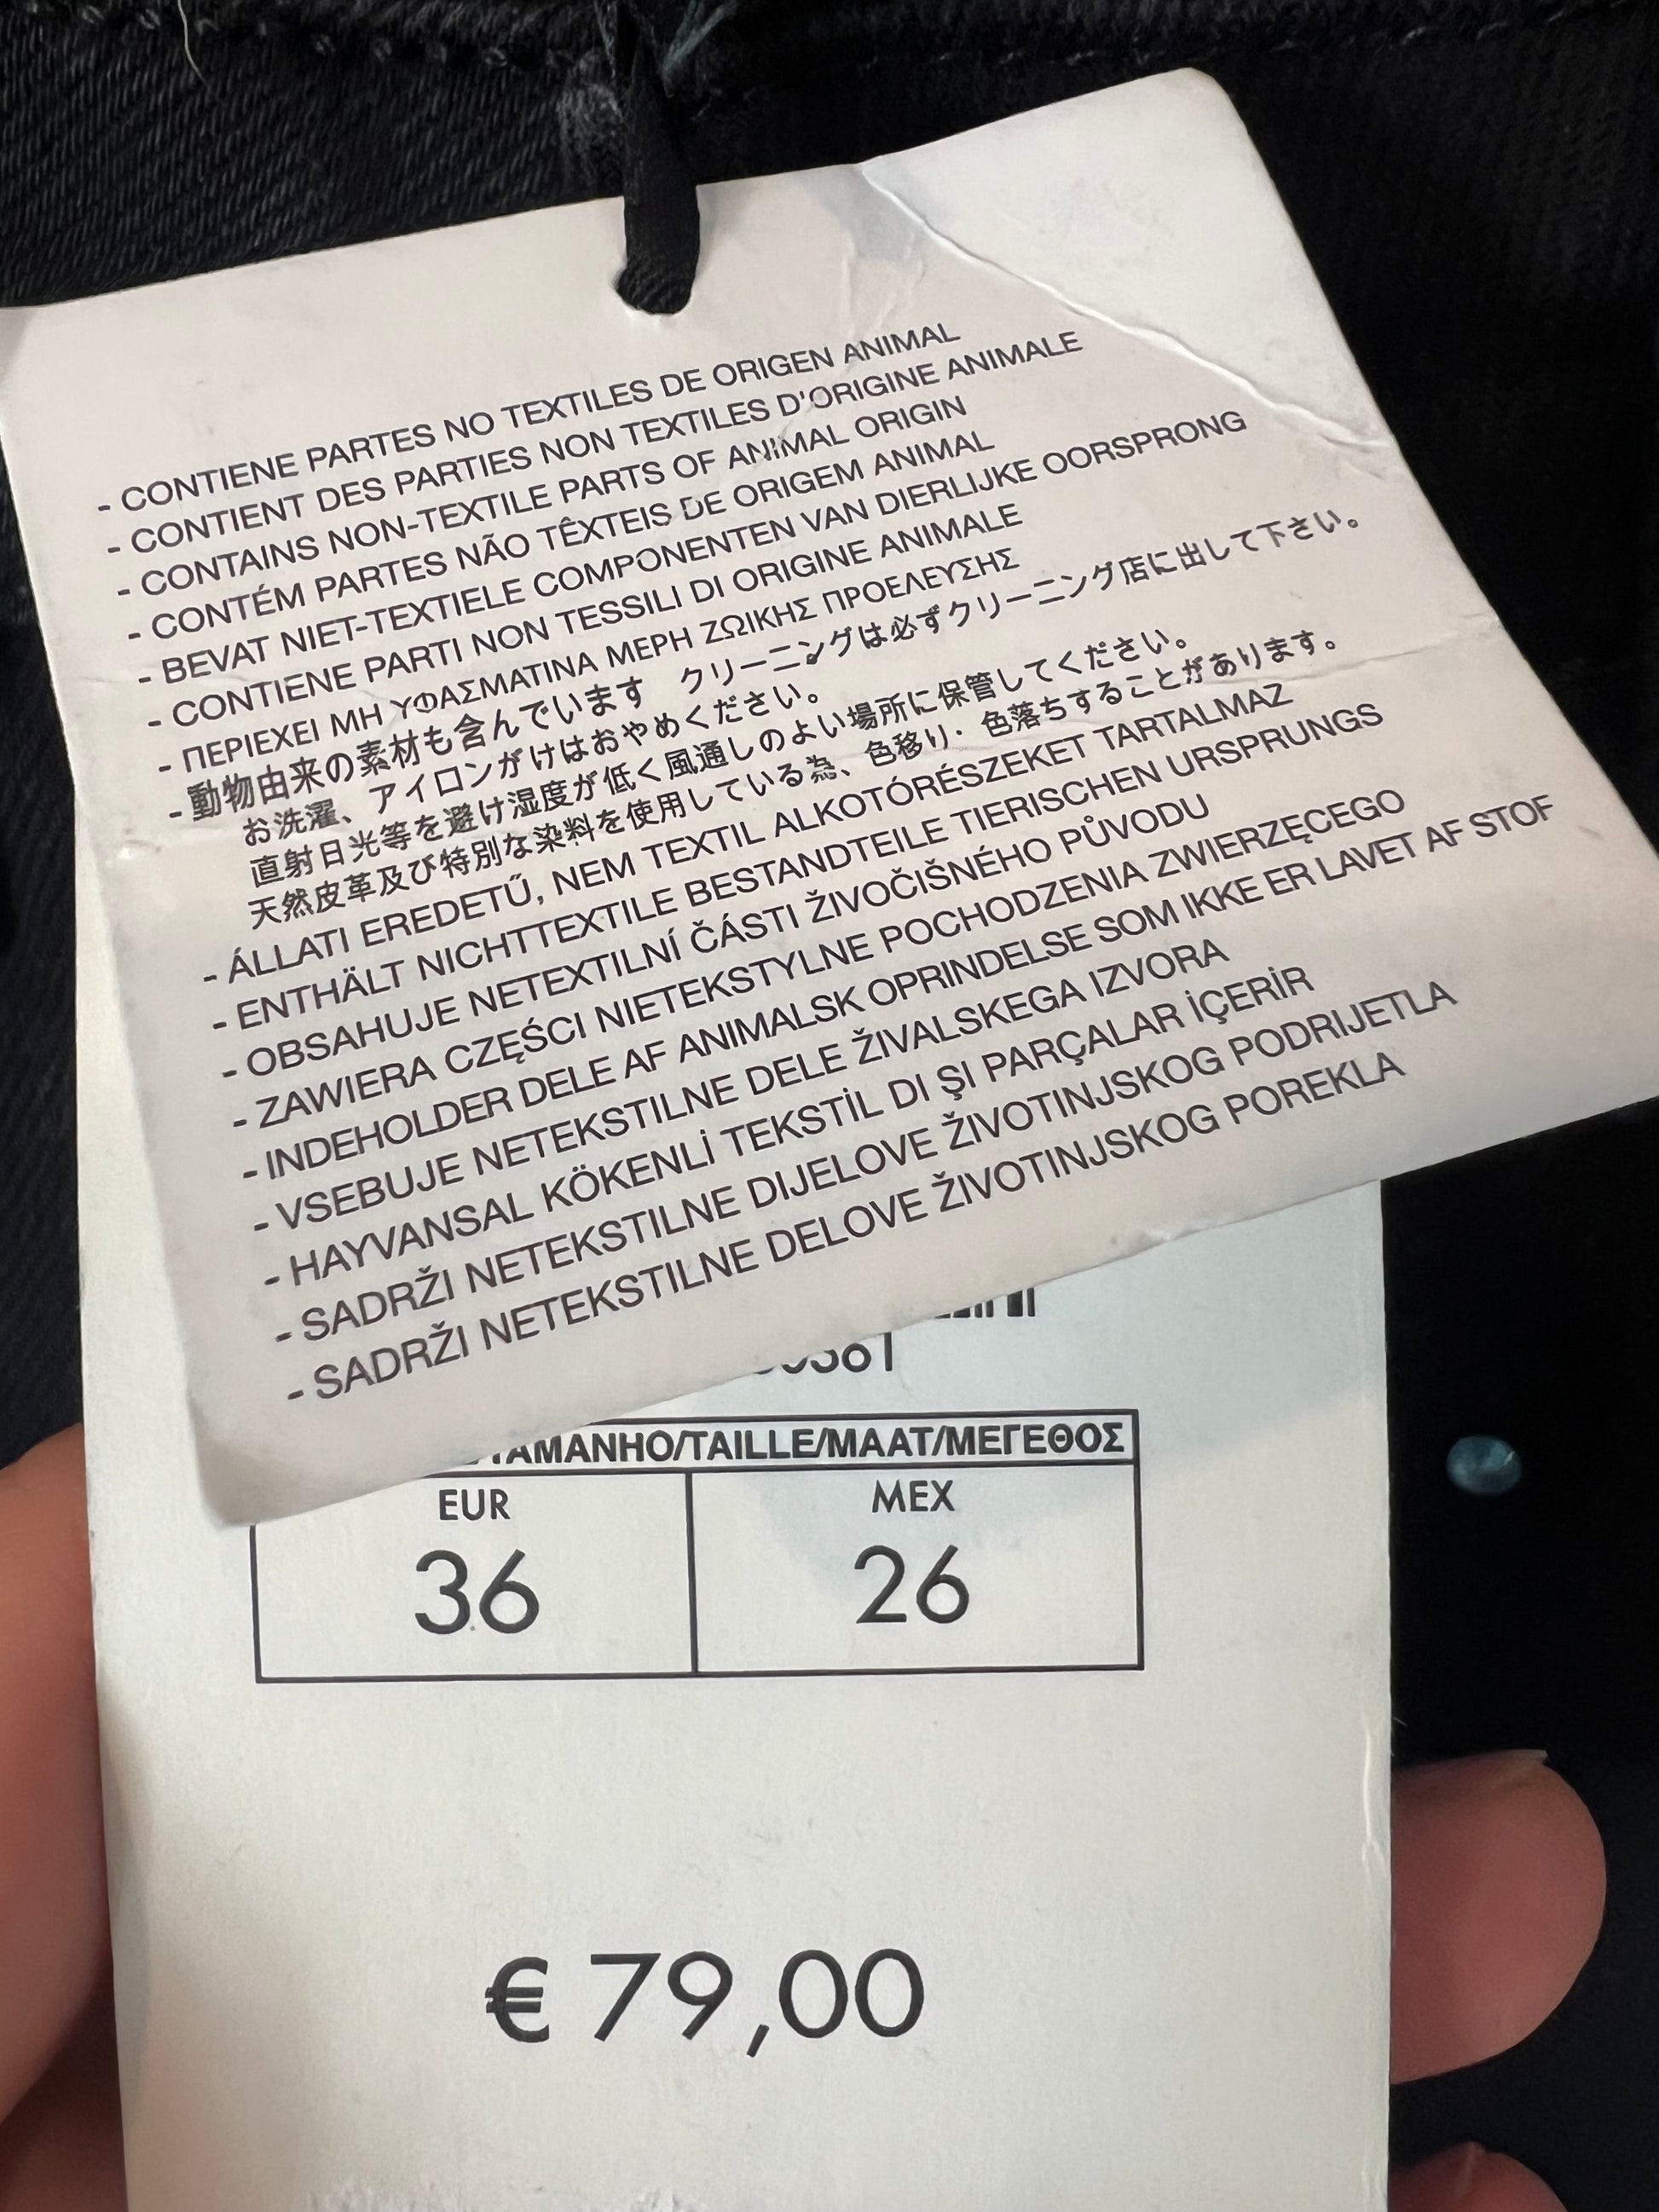 - CONTIENE PARTES NO TEXTILES DE ORIGEN ANIMAL
- CONTIENT DES PARTIES NON TEXTILES D'ORIGINE ANIMALE
- CONTAINS NON-TEXTILE PARTS OF ANIMAL ORIGIN
- CONTÉM PARTES NÃO TÊXTEIS DE ORIGEM ANIMAL
- BEVAT NIET-TEXTIELE COMPONENTEN VAN DIERLIJKE OORSPRONG
- CONTIENE PARTI NON TESSILI DI ORIGINE ANIMALE
- ΠΕΡΙΕΧΕΙ ΜΗ ΥΦΑΣΜΑΤΙΝΑ ΜΕΡΗ ΖΩΙΚΗΣ ΠΡΟΕΛΕΥΣΗΣ
- 動物由来の素材も含んでいます クリーニングは必ずクリーニング店に出して下さい。
お洗濯、アイロンがけはおやめください。
直射日光等を避け湿度が低く風通しのよい場所に保管してください。
天然皮革及び特別な染料を使用している為、色移り・色落ちすることがあります。
- ÁLLATI EREDETŰ, NEM TEXTIL ALKOTÓRÉSZEKET TARTALMAZ
- ENTHÄLT NICHTTEXTILE BESTANDTEILE TIERISCHEN URSPRUNGS
- OBSAHUJE NETEXTILNÍ ČÁSTI ŽIVOČIŠNÉHO PŮVODU
- ZAWIERA CZĘŚCI NIETEKSTYLNE POCHODZENIA ZWIERZĘCEGO
- INDEHOLDER DELE AF ANIMALSK OPRINDELSE SOM IKKE ER LAVET AF STOF
- VSEBUJE NETEKSTILNE DELE ŽIVALSKEGA IZVORA
- HAYVANSAL KÖKENLİ TEKSTİL DI ŞI PARÇALAR İÇERİR
- SADRŽI NETEKSTILNE DIJELOVE ŽIVOTINJSKOG PODRIJETLA
- SADRŽI NETEKSTILNE DELOVE ŽIVOTINJSKOG POREKLA
TAMANHO/TAILLE/MAAT/ΜΕΓΕΘΟΣ
EUR MEX
36 26
€ 79,00